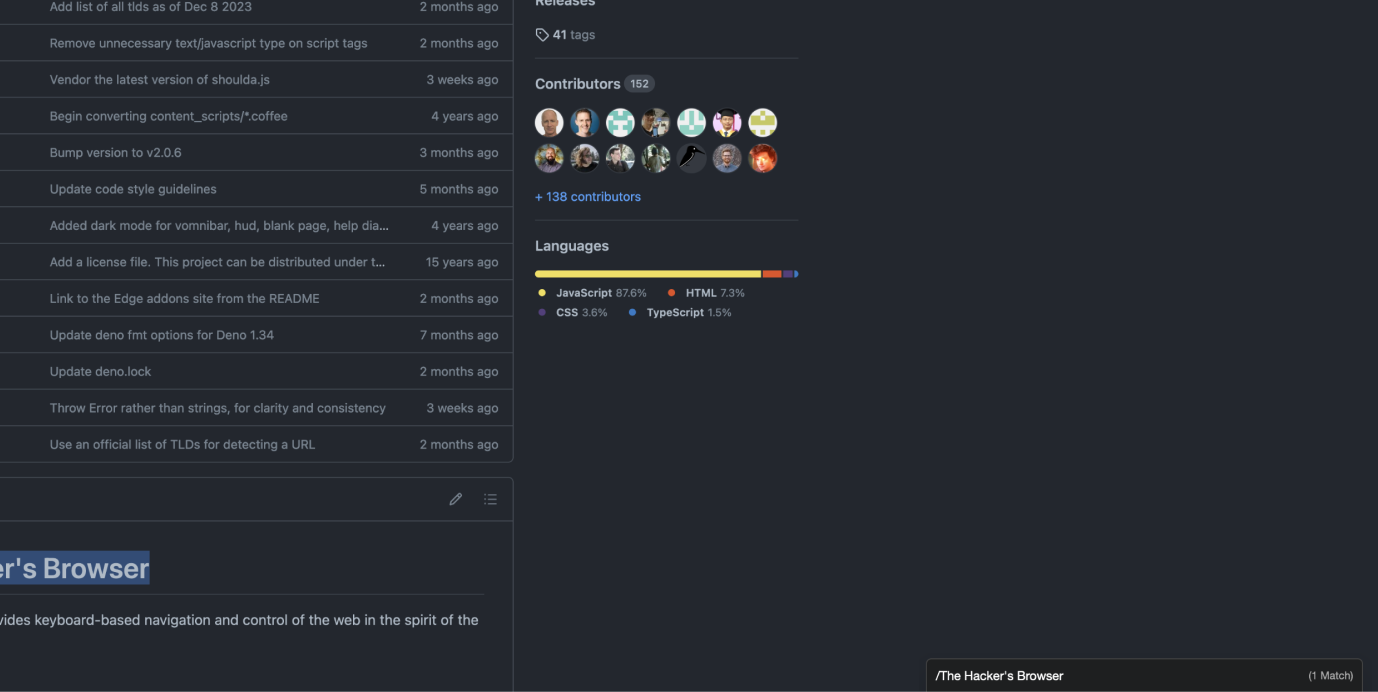 Add list of all tlds as of Dec 8 2023 2 months ago
Remove unnecessary text/javascript type on script tags 2 months ago
Vendor the latest version of shoulda.js 3 weeks ago
Begin converting content_scripts/*.coffee 4 years ago
Bump version to v2.0.6 3 months ago
Update code style guidelines 5 months ago
Added dark mode for vomnibar, hud, blank page, help dia... 4 years ago
Add a license file. This project can be distributed under t... 15 years ago
Link to the Edge addons site from the README 2 months ago
Update deno fmt options for Deno 1.34 7 months ago
Update deno.lock 2 months ago
Throw Error rather than strings, for clarity and consistency 3 weeks ago
Use an official list of TLDs for detecting a URL 2 months ago
er's Browser
vides keyboard-based navigation and control of the web in the spirit of the
Releases
41 tags
Contributors 152
+ 138 contributors
Languages
JavaScript 87.6% HTML 7.3%
CSS 3.6% TypeScript 1.5%
/The Hacker's Browser (1 Match)